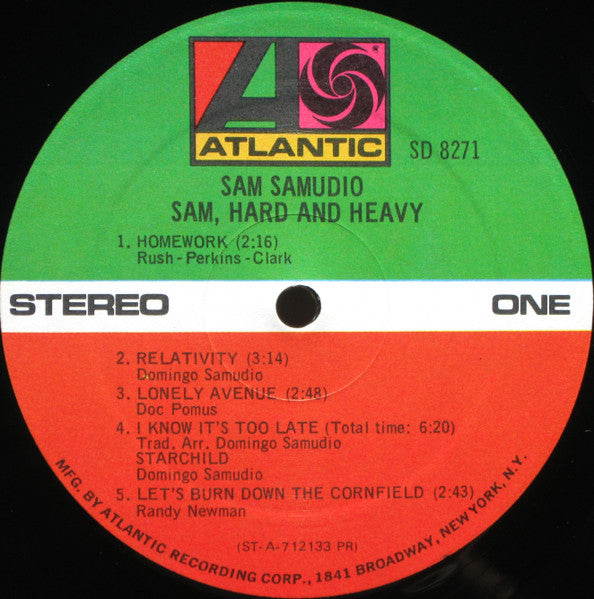 ATLANTIC
SD 8271
SAM SAMUDIO
SAM, HARD AND HEAVY
1. HOMEWORK (2:16)
Rush-Perkins-Clark
STEREO
ONE
2. RELATIVITY (3:14)
Domingo Samudio
3. LONELY AVENUE (2:48)
Doc Pomus
4. I KNOW IT'S TOO LATE (Total time: 6:20)
Trad. Arr. Domingo Samudio
STARCHILD
Domingo Samudio
5. LET'S BURN DOWN THE CORNFIELD (2:43)
Randy Newman
(ST-A-712133 PR)
MFG. BY ATLANTIC RECORDING CORP., 1841 BROADWAY, NEW YORK, N.Y.